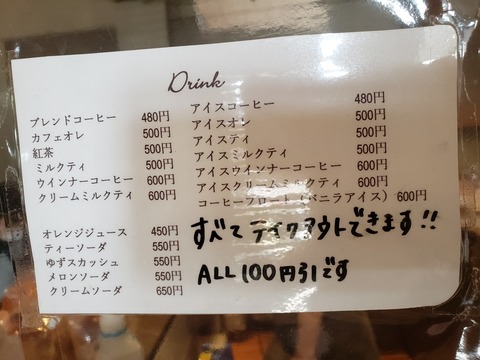 Drink
ブレンドコーヒー 480円
カフェオレ 500円
紅茶 500円
ミルクティ 500円
ウインナーコーヒー 600円
クリームミルクティ 600円
アイスコーヒー 480円
アイスオレ 500円
アイスティ 500円
アイスミルクティ 500円
アイスウインナーコーヒー 600円
アイスクリームミルクティ 600円
コーヒーフロート(バニラアイス) 600円
オレンジジュース 450円
ティーソーダ 550円
ゆずスカッシュ 550円
メロンソーダ 550円
クリームソーダ 650円
すべてテイクアウトできます!!
ALL100円引です